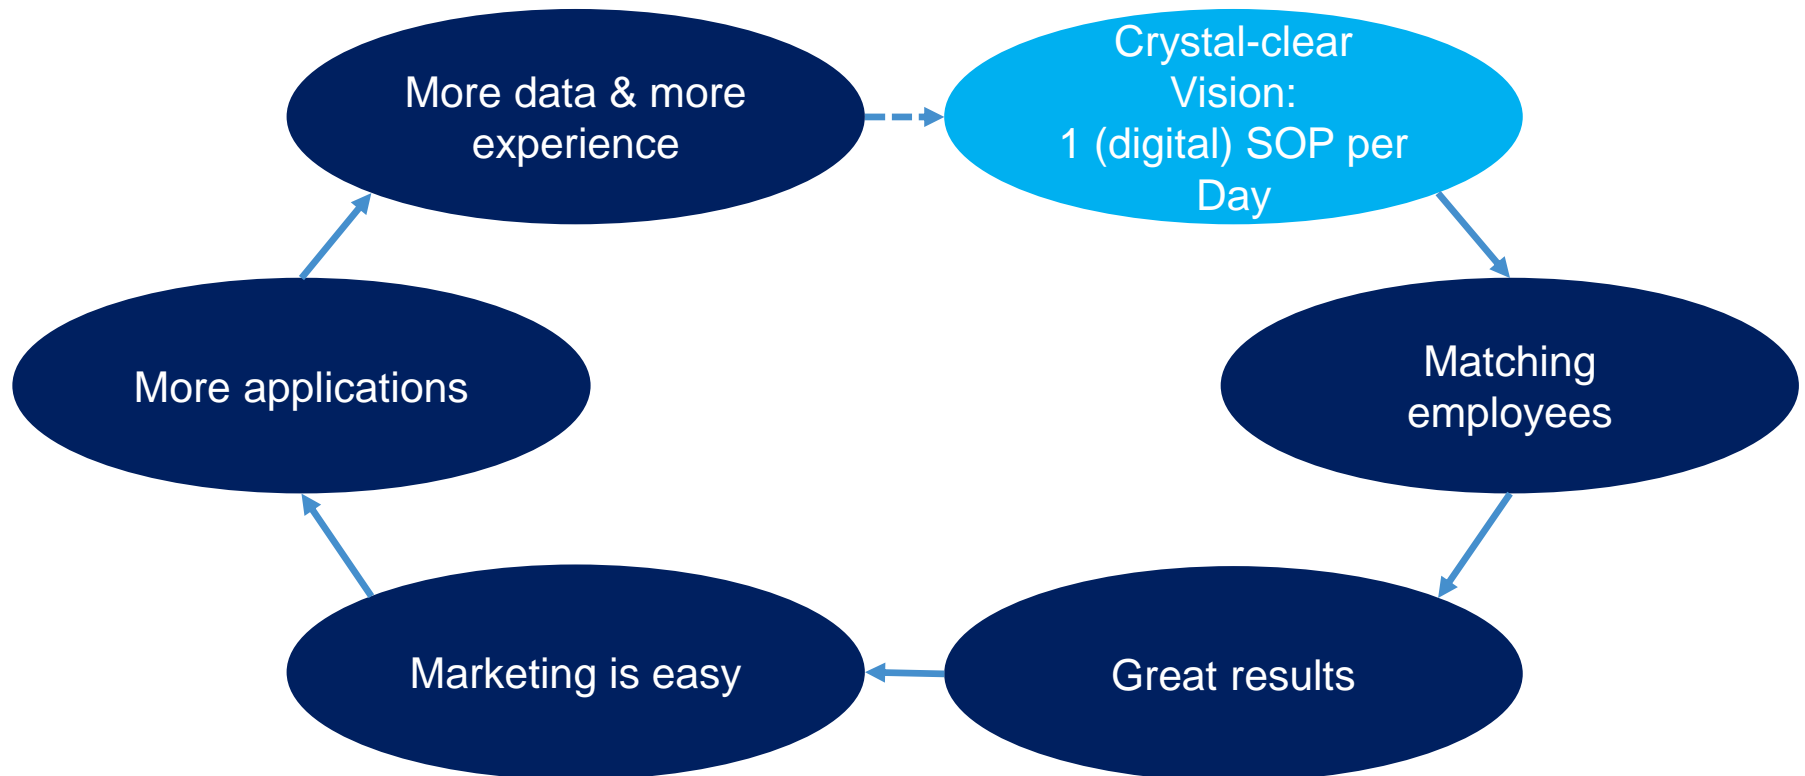 More data & more
experience
Crystal-clear
Vision:
1 (digital) SOP per
Day
More applications
Matching
employees
Marketing is easy
Great results